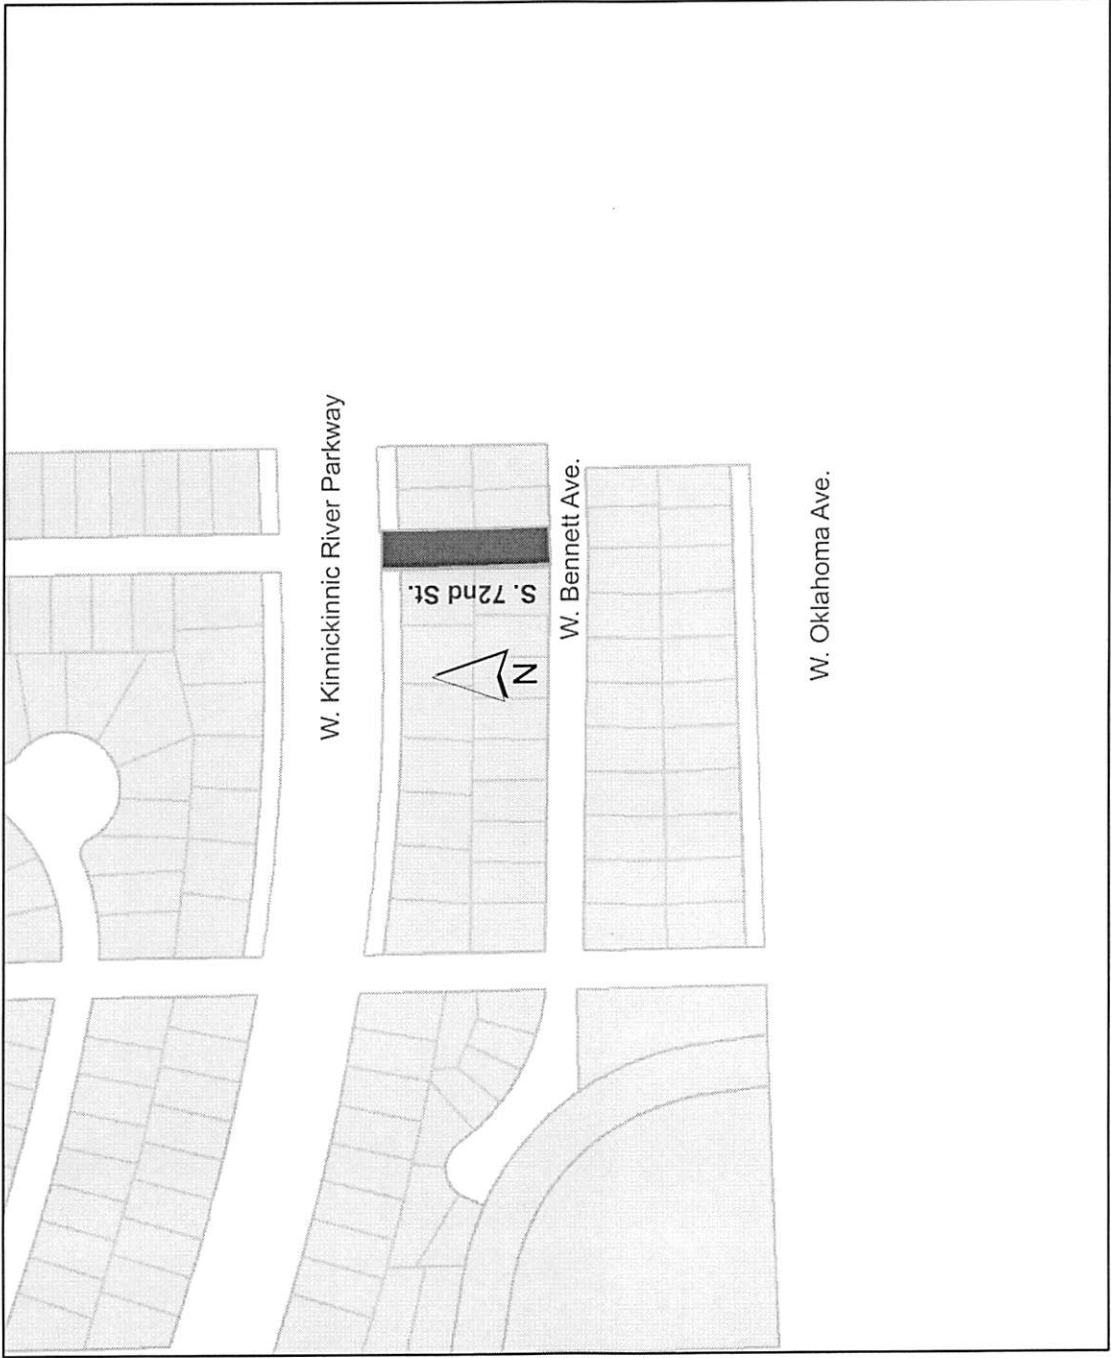 W. Kinnickinnic River Parkway
S. 72nd St.
W. Bennett Ave.
N
W. Oklahoma Ave.